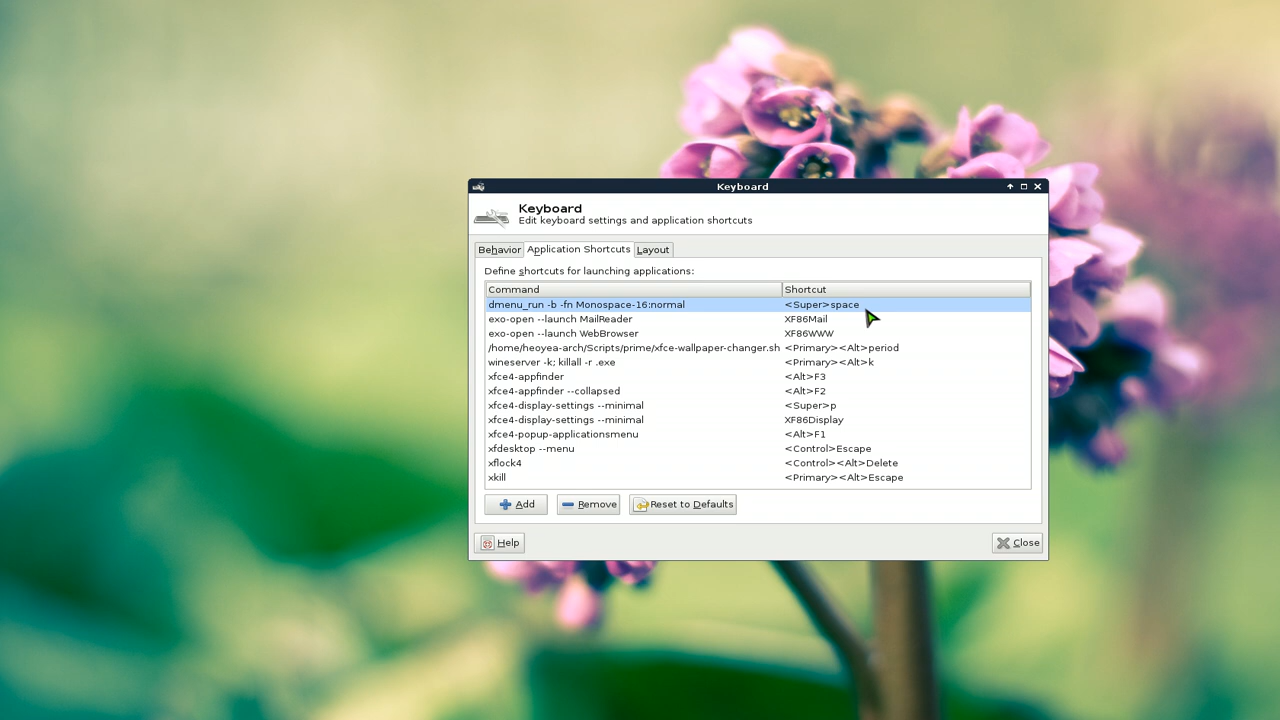 Keyboard
Keyboard
Edit keyboard settings and application shortcuts
Behavior Application Shortcuts Layout
Define shortcuts for launching applications:
Command Shortcut
dmenu_run -b -fn Monospace-16:normal <Super>space
exo-open --launch MailReader XF86Mail
exo-open --launch WebBrowser XF86WWW
/home/heoyea-arch/Scripts/prime/xfce-wallpaper-changer.sh <Primary><Alt>period
wineserver -k; killall -r .exe <Primary><Alt>k
xfce4-appfinder <Alt>F3
xfce4-appfinder --collapsed <Alt>F2
xfce4-display-settings --minimal <Super>p
xfce4-display-settings --minimal XF86Display
xfce4-popup-applicationsmenu <Alt>F1
xfdesktop --menu <Control>Escape
xflock4 <Control><Alt>Delete
xkill <Primary><Alt>Escape
Add Remove Reset to Defaults
Help Close